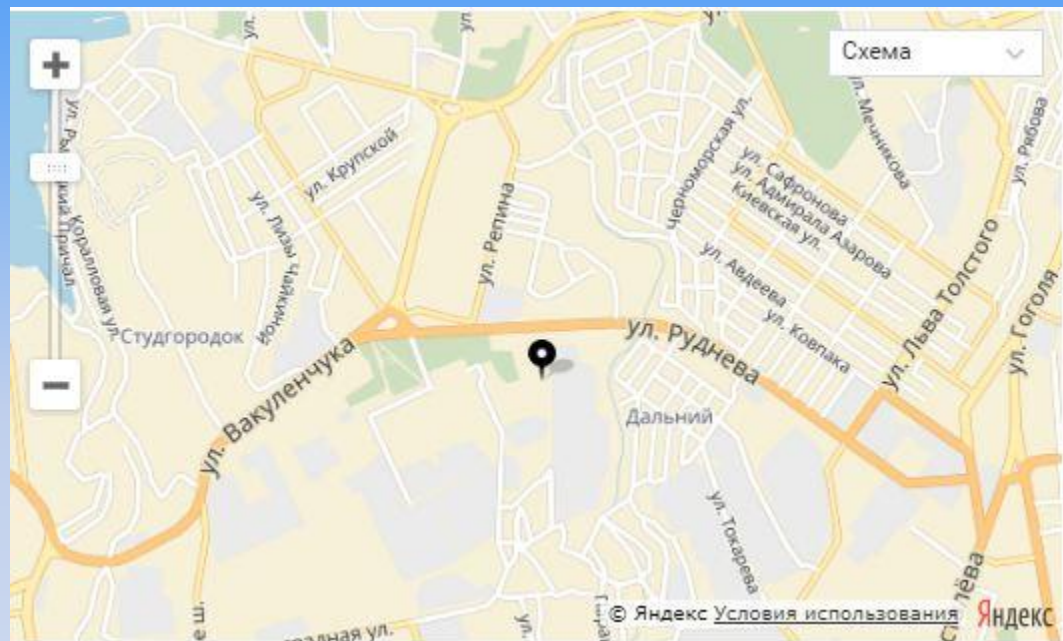 Схема
ул. Крупской
ул. Лизы Чайкиной
ул. Репина
Черноморская ул.
ул. Мечникова
ул. Рябова
ул. Сафронова
ул. Адмирала Азарова
Киевская ул.
ул. Авдеева
ул. Ковпака
ул. Льва Толстого
ул. Гоголя
Причал
Коралловая ул.
Студгородок
ул. Вакуленчука
ул. Руднева
Дальний
ул. Токарева
ул.
© Яндекс Условия использования
Яндекс